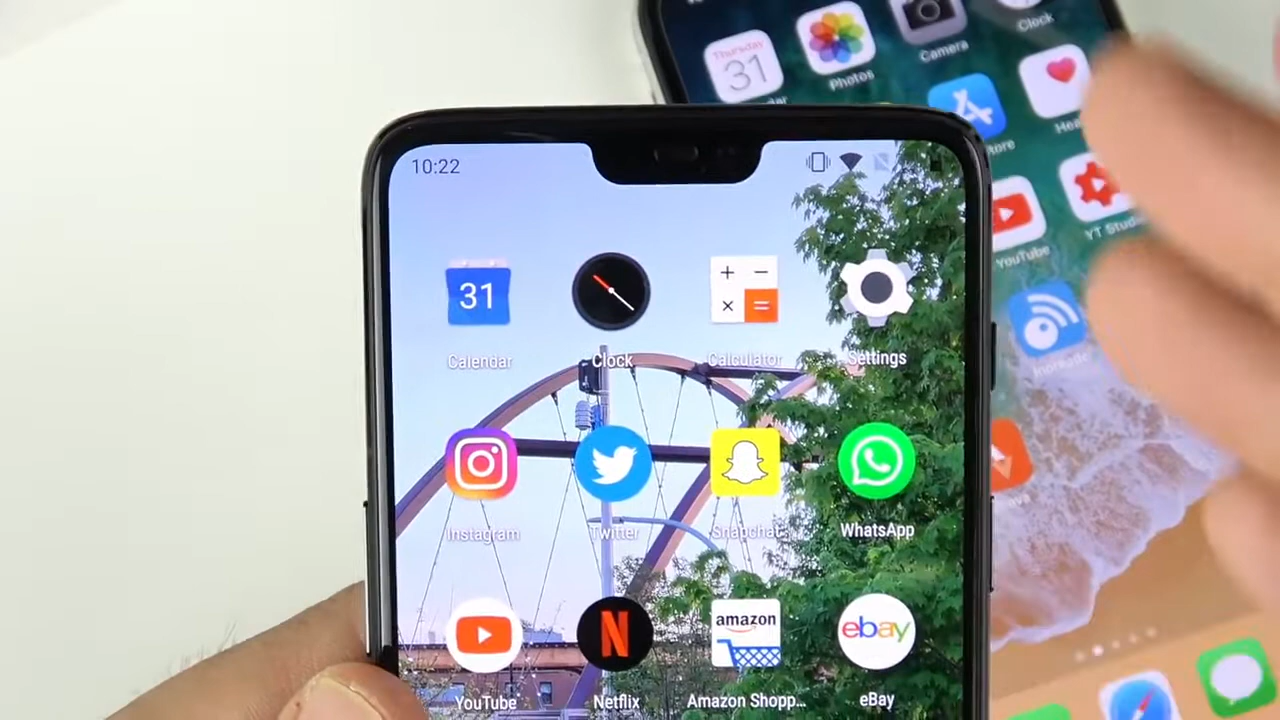 Thursday
31
Photos
Camera
Clock
YouTube
10:22
31
+ −
× =
Calendar
Clock
Calculator
Settings
Instagram
Twitter
Snapchat
WhatsApp
N
amazon
ebay
YouTube
Netflix
Amazon Shopp...
eBay